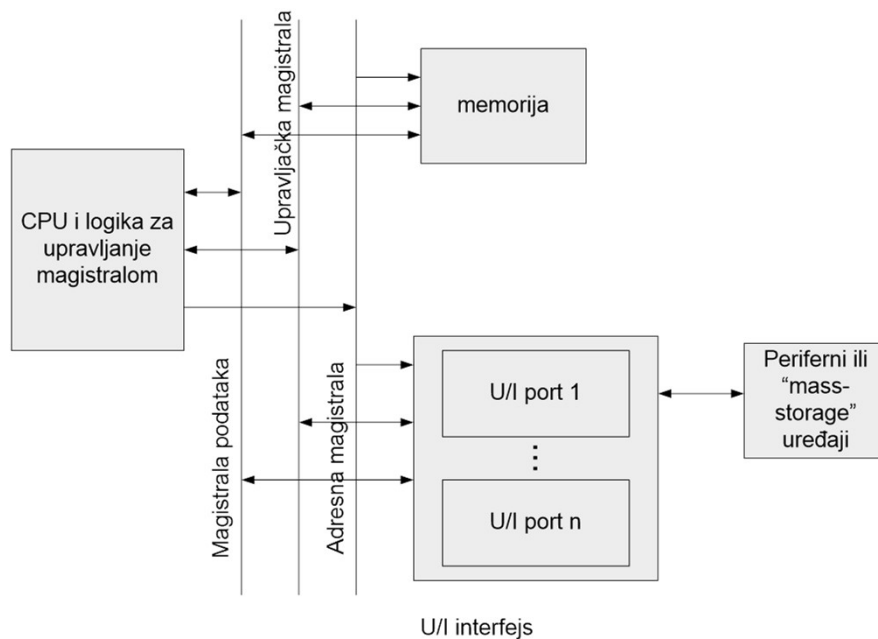 Upravljačka magistrala
memorija
CPU i logika za
upravljanje
magistralom
Magistrala podataka
Adresna magistrala
U/I port 1
⋮
U/I port n
Periferni ili
“mass-
storage”
uređaji
U/I interfejs